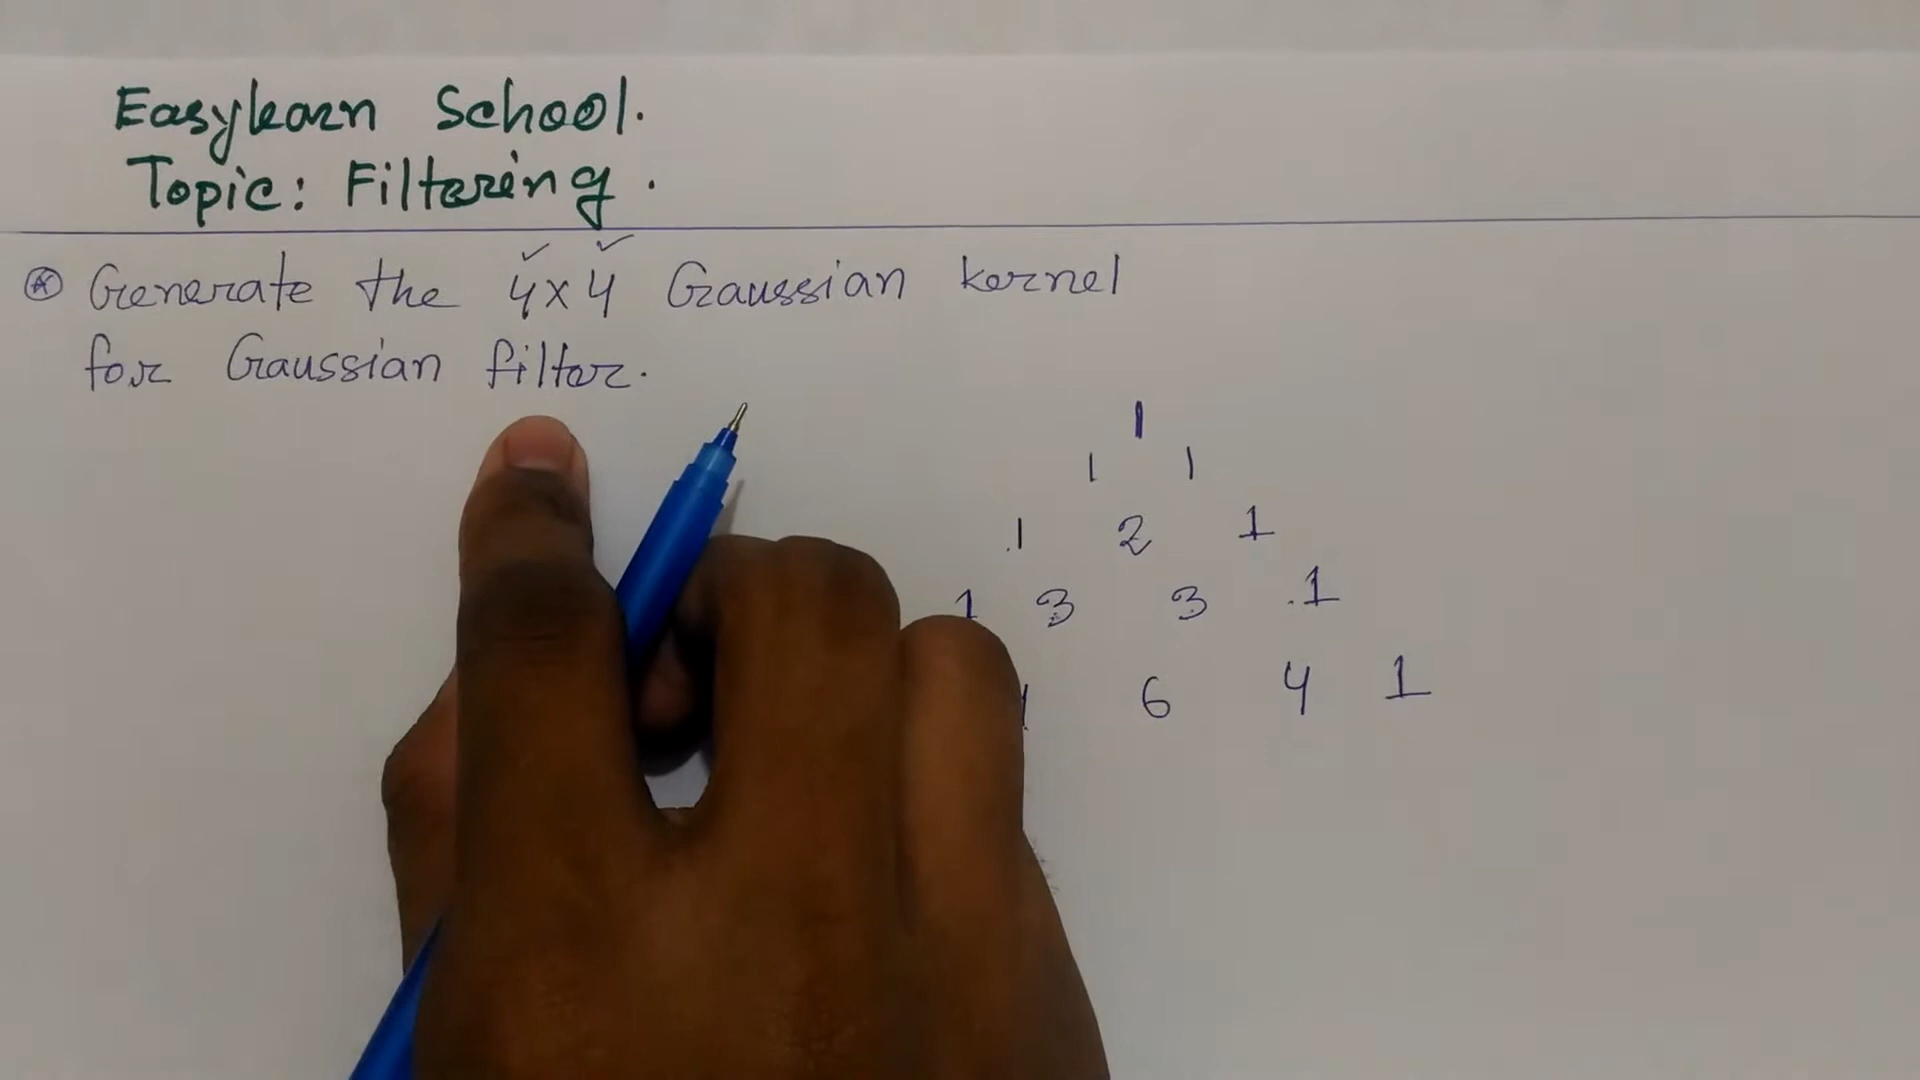 Easylearn School.
Topic: Filtering.
Generate the 4x4 Gaussian kernel
for Gaussian filter.
1
1 1
1 2 1
1 3 3 1
6 4 1